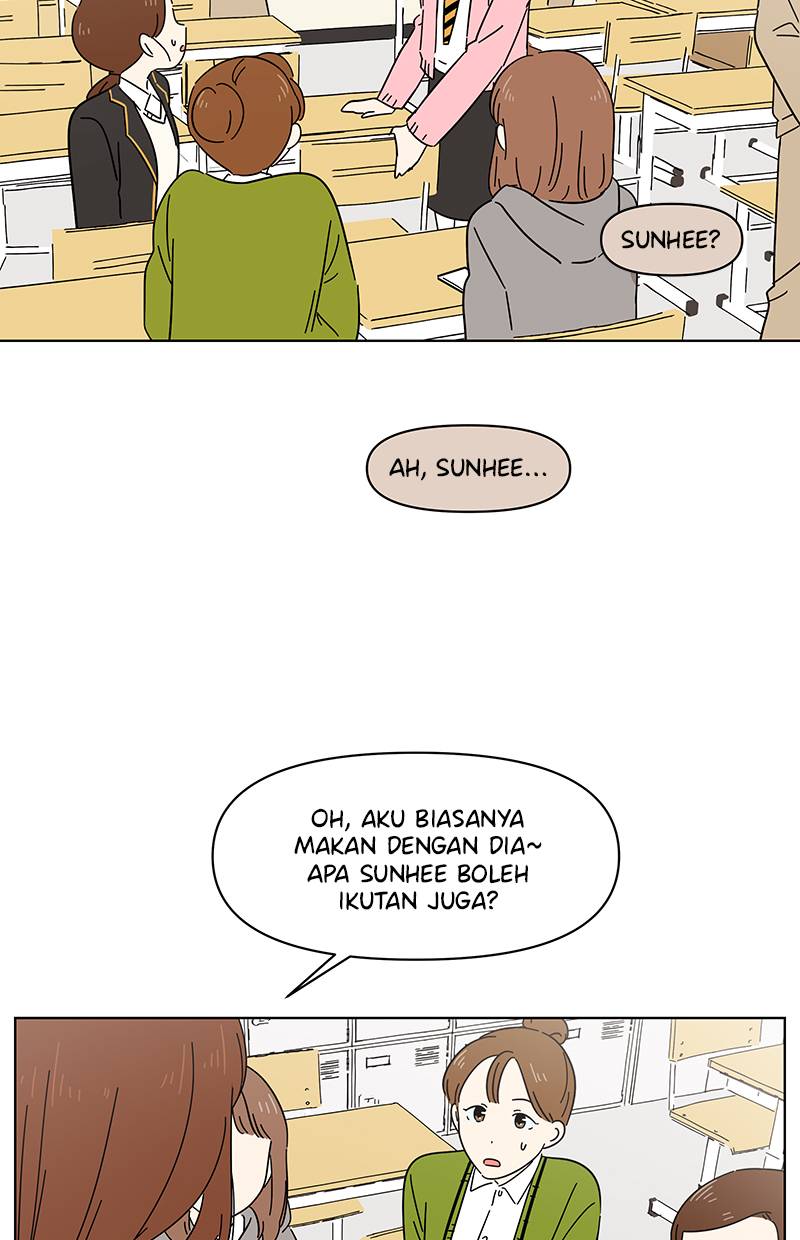 SUNHEE?
AH, SUNHEE...
OH, AKU BIASANYA
MAKAN DENGAN DIA~
APA SUNHEE BOLEH
IKUTAN JUGA?